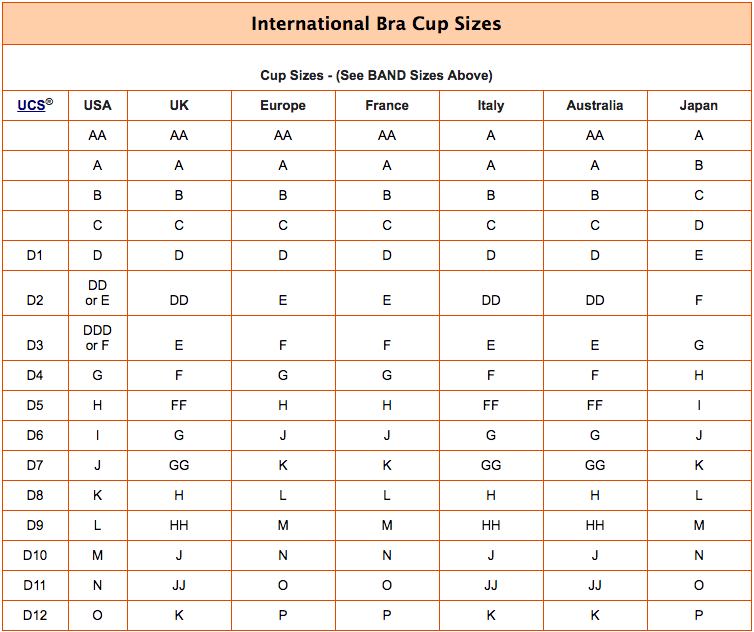 International Bra Cup Sizes
Cup Sizes - (See BAND Sizes Above)
UCS® USA UK Europe France Italy Australia Japan
AA AA AA AA A AA A
A A A A A A B
B B B B B B C
C C C C C C D
D1 D D D D D D E
DD
D2 or E DD E E DD DD F
DDD
D3 or F E F F E E G
D4 G F G G F F H
D5 H FF H H FF FF I
D6 I G J J G G J
D7 J GG K K GG GG K
D8 K H L L H H L
D9 L HH M M HH HH M
D10 M J N N J J N
D11 N JJ O O JJ JJ O
D12 O K P P K K P